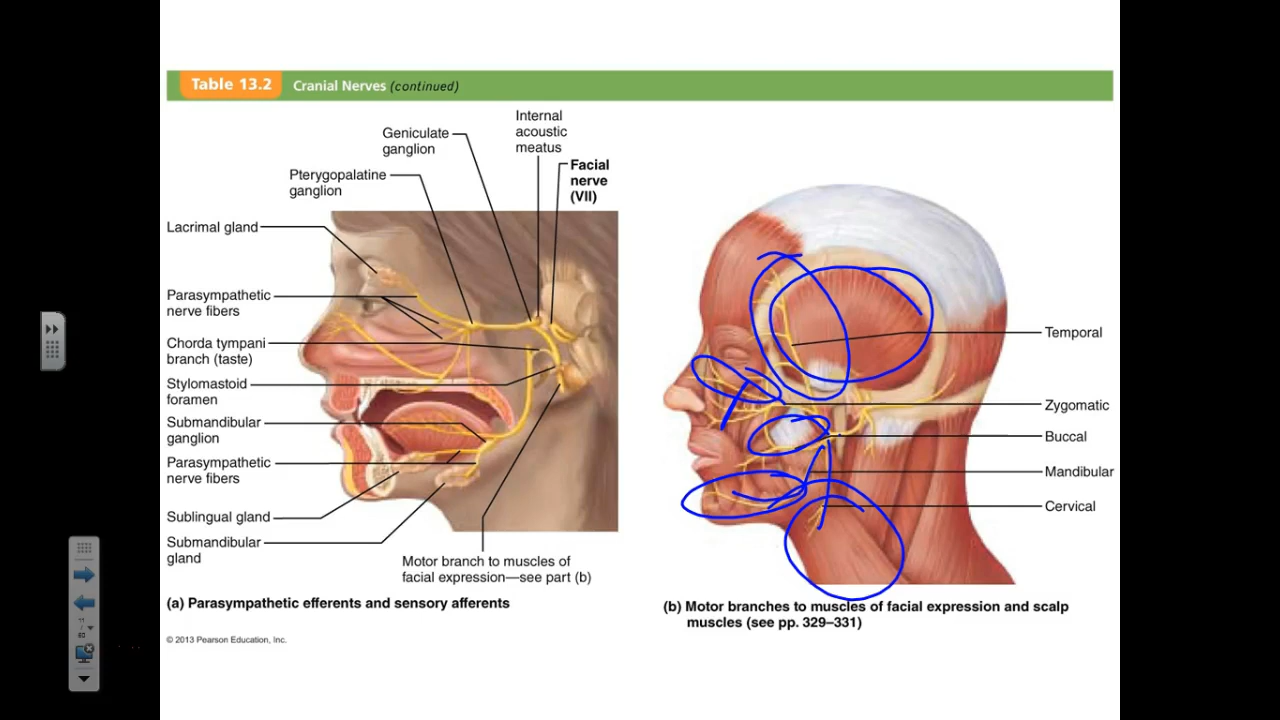 Table 13.2 Cranial Nerves (continued)
Geniculate
ganglion
Internal
acoustic
meatus
Facial
nerve
(VII)
Pterygopalatine
ganglion
Lacrimal gland
Parasympathetic
nerve fibers
Chorda tympani
branch (taste)
Stylomastoid
foramen
Submandibular
ganglion
Parasympathetic
nerve fibers
Sublingual gland
Submandibular
gland
Motor branch to muscles of
facial expression—see part (b)
(a) Parasympathetic efferents and sensory afferents
© 2013 Pearson Education, Inc.
Temporal
Zygomatic
Buccal
Mandibular
Cervical
(b) Motor branches to muscles of facial expression and scalp
muscles (see pp. 329–331)